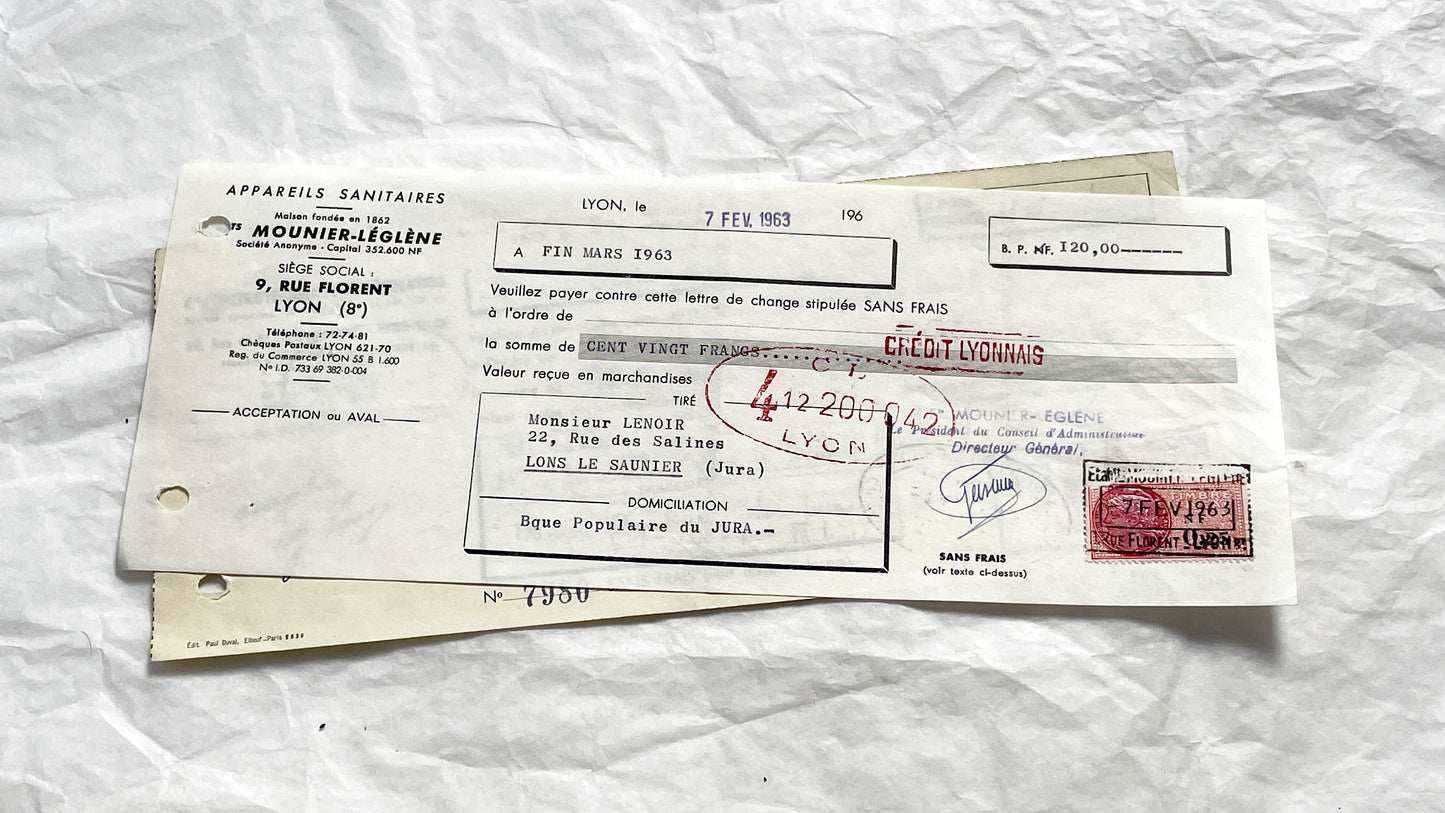 APPAREILS SANITAIRES
Maison fondée en 1862
TS MOUNIER-LÉGLÈNE
Société Anonyme - Capital 352.600 NF
SIÈGE SOCIAL :
9, RUE FLORENT
LYON (8e)
Téléphone : 72-74-81
Chèques Postaux LYON 621-70
Reg. du Commerce LYON 55 B 1.600
No I.D. 733 69 382-0-004
ACCEPTATION ou AVAL
LYON, le 7 FEV. 1963 196
A FIN MARS I963
B. P. NF. I20,00------
Veuillez payer contre cette lettre de change stipulée SANS FRAIS
à l'ordre de
CRÉDIT LYONNAIS
la somme de CENT VINGT FRANCS
Valeur reçue en marchandises
C L
4 12 200 042
LYON
TIRÉ
Monsieur LENOIR
22, Rue des Salines
LONS LE SAUNIER (Jura)
DOMICILIATION
Bque Populaire du JURA.-
MOUNIER-EGLÈNE
Le Président du Conseil d'Administration
Directeur Général,
SANS FRAIS
(voir texte ci-dessus)
TIMBRE
7 FEV 1963
RUE FLORENT - LYON
No 7980
Édit. Paul Duval, Elbeuf-Paris 2636